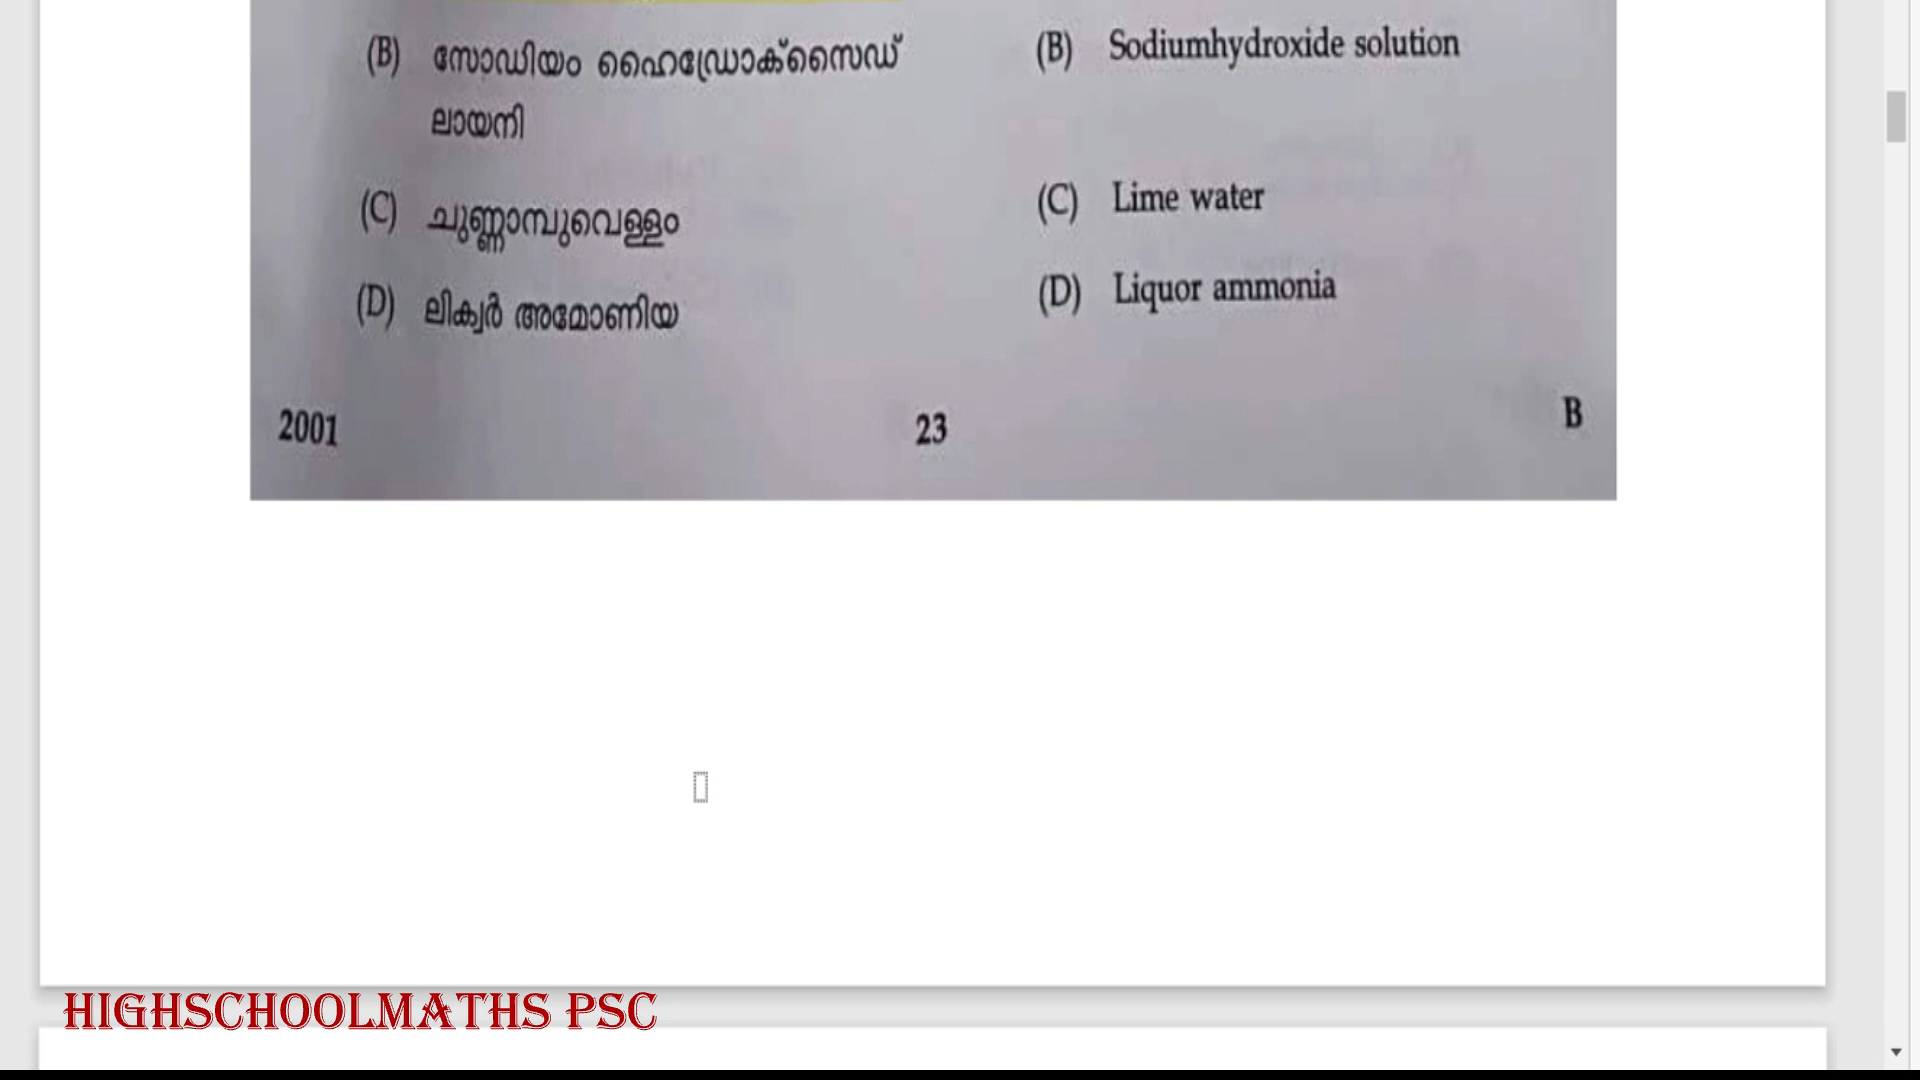 (B) സോഡിയം ഹൈഡ്രോക്സൈഡ് (B) Sodiumhydroxide solution
ലായനി
(C) ചുണ്ണാമ്പുവെള്ളം (C) Lime water
(D) ലിക്വർ അമോണിയ (D) Liquor ammonia
2001 23 B
HIGHSCHOOLMATHS PSC